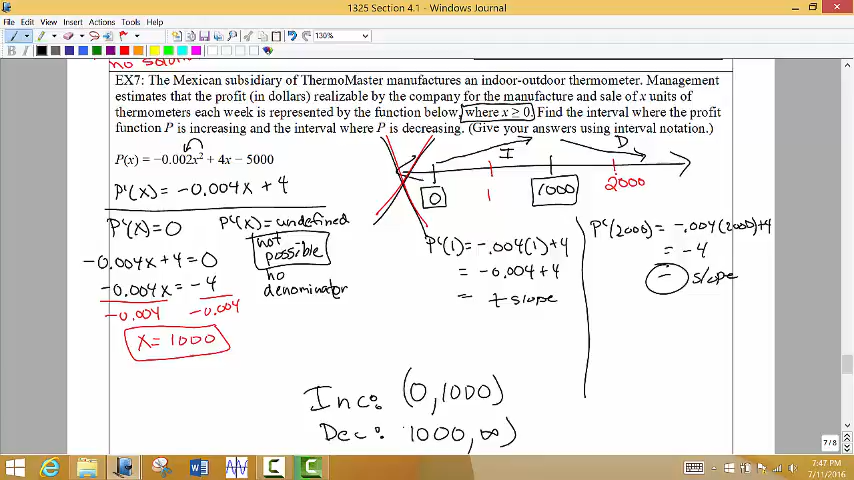 1325 Section 4.1 - Windows Journal
File Edit View Insert Actions Tools Help
130%
B I
no solution
EX7: The Mexican subsidiary of ThermoMaster manufactures an indoor-outdoor thermometer. Management
estimates that the profit (in dollars) realizable by the company for the manufacture and sale of x units of
thermometers each week is represented by the function below, where x ≥ 0. Find the interval where the profit
function P is increasing and the interval where P is decreasing. (Give your answers using interval notation.)
P(x) = −0.002x² + 4x − 5000
P'(x) = -0.004x + 4
I D
0 1 1000 2000
P'(x) = 0
-0.004x + 4 = 0
-0.004x = -4
-0.004 -0.004
x = 1000
P'(x) = undefined
not
possible
no
denominator
P'(1) = -.004(1) + 4
= -0.004 + 4
= + slope
P'(2000) = -.004(2000) + 4
= -4
- slope
Inc: (0, 1000)
Dec: 1000, ∞)
7/8
7:47 PM
7/11/2016